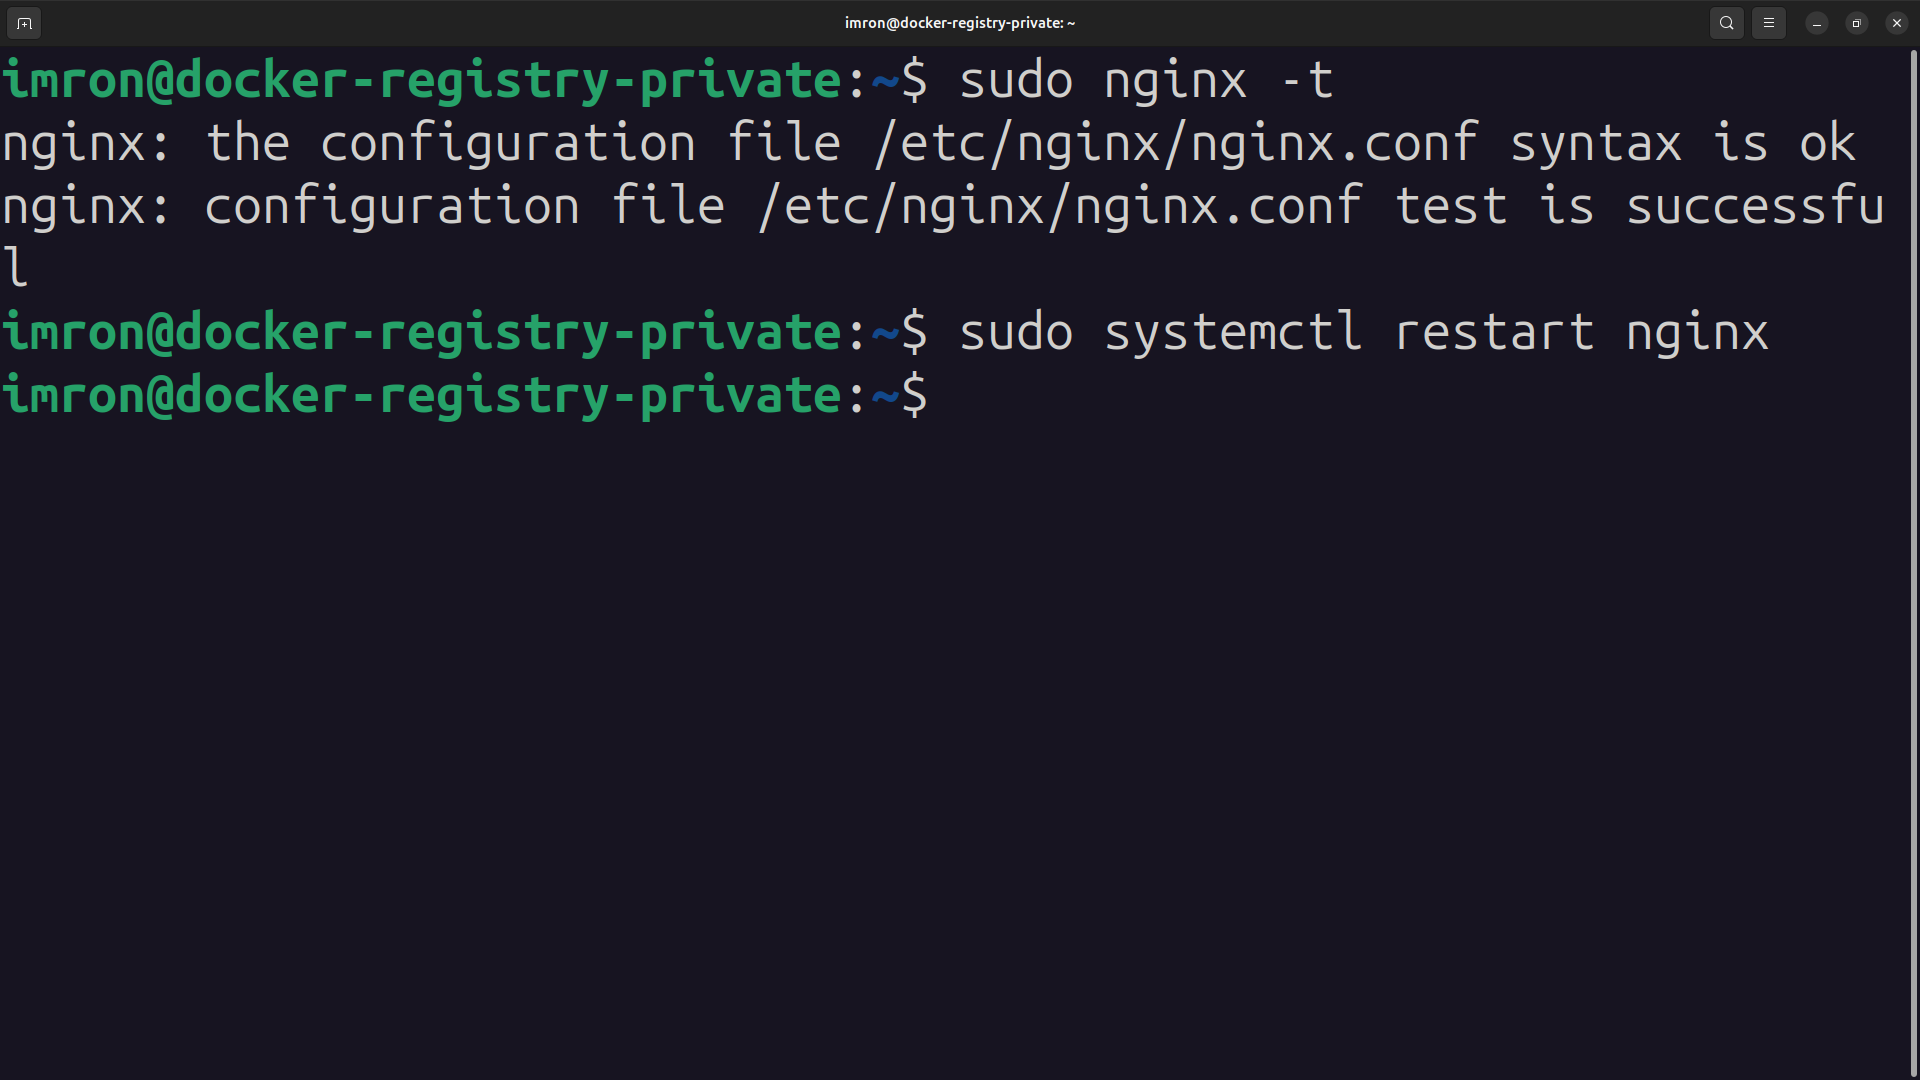 imron@docker-registry-private: ~
imron@docker-registry-private:~$ sudo nginx -t
nginx: the configuration file /etc/nginx/nginx.conf syntax is ok
nginx: configuration file /etc/nginx/nginx.conf test is successfu
l
imron@docker-registry-private:~$ sudo systemctl restart nginx
imron@docker-registry-private:~$